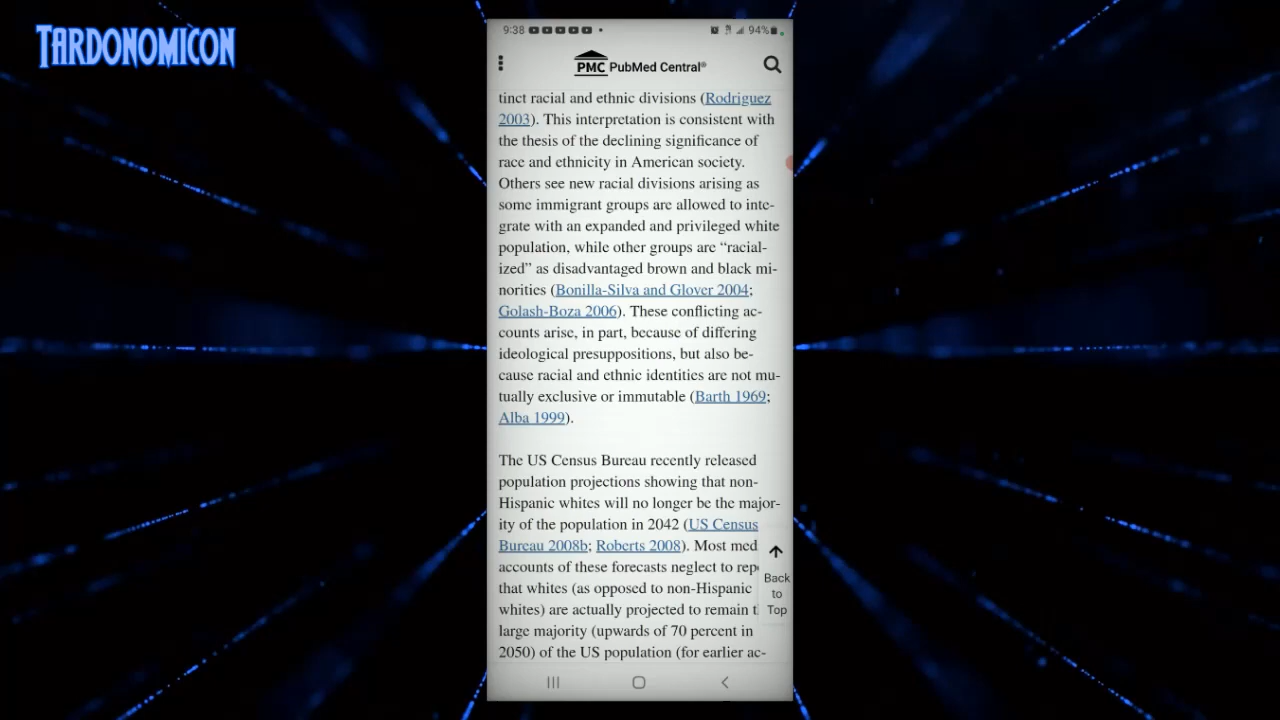 TARDONOMICON
9:38
94%
PMC PubMed Central®
tinct racial and ethnic divisions (Rodriguez
2003). This interpretation is consistent with
the thesis of the declining significance of
race and ethnicity in American society.
Others see new racial divisions arising as
some immigrant groups are allowed to inte-
grate with an expanded and privileged white
population, while other groups are “racial-
ized” as disadvantaged brown and black mi-
norities (Bonilla-Silva and Glover 2004;
Golash-Boza 2006). These conflicting ac-
counts arise, in part, because of differing
ideological presuppositions, but also be-
cause racial and ethnic identities are not mu-
tually exclusive or immutable (Barth 1969;
Alba 1999).
The US Census Bureau recently released
population projections showing that non-
Hispanic whites will no longer be the major-
ity of the population in 2042 (US Census
Bureau 2008b; Roberts 2008). Most med
accounts of these forecasts neglect to rep
that whites (as opposed to non-Hispanic
whites) are actually projected to remain t
large majority (upwards of 70 percent in
2050) of the US population (for earlier ac-
Back
to
Top